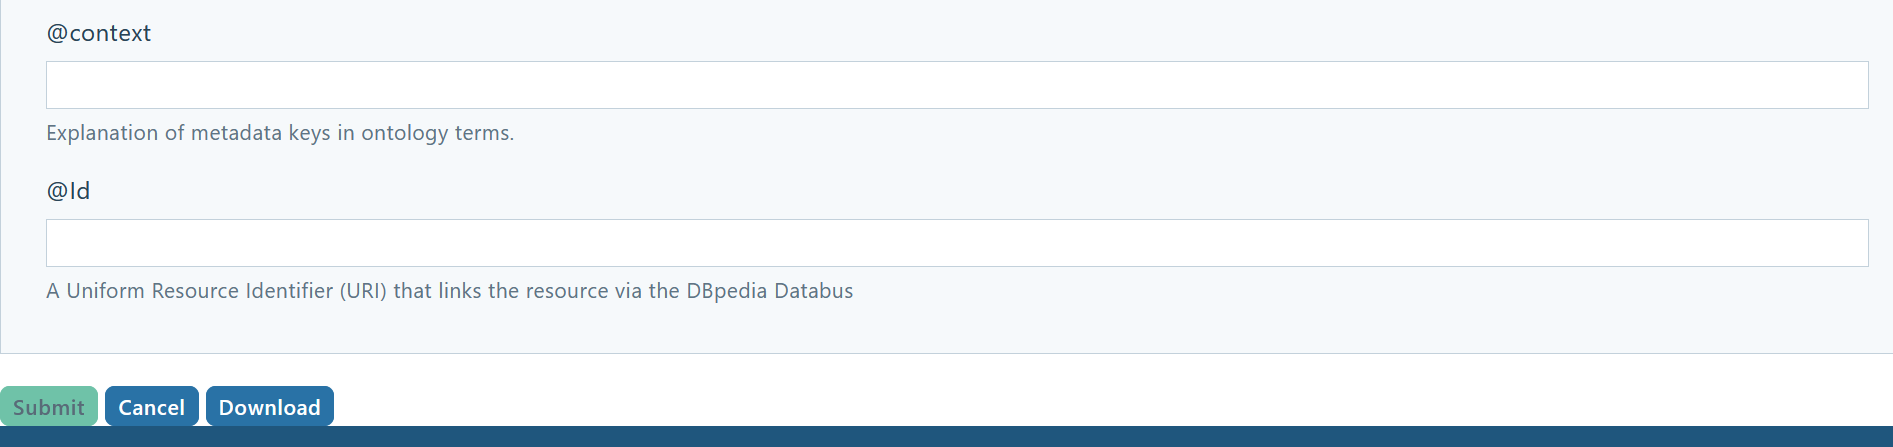 @context
Explanation of metadata keys in ontology terms.
@Id
A Uniform Resource Identifier (URI) that links the resource via the DBpedia Databus
Submit Cancel Download